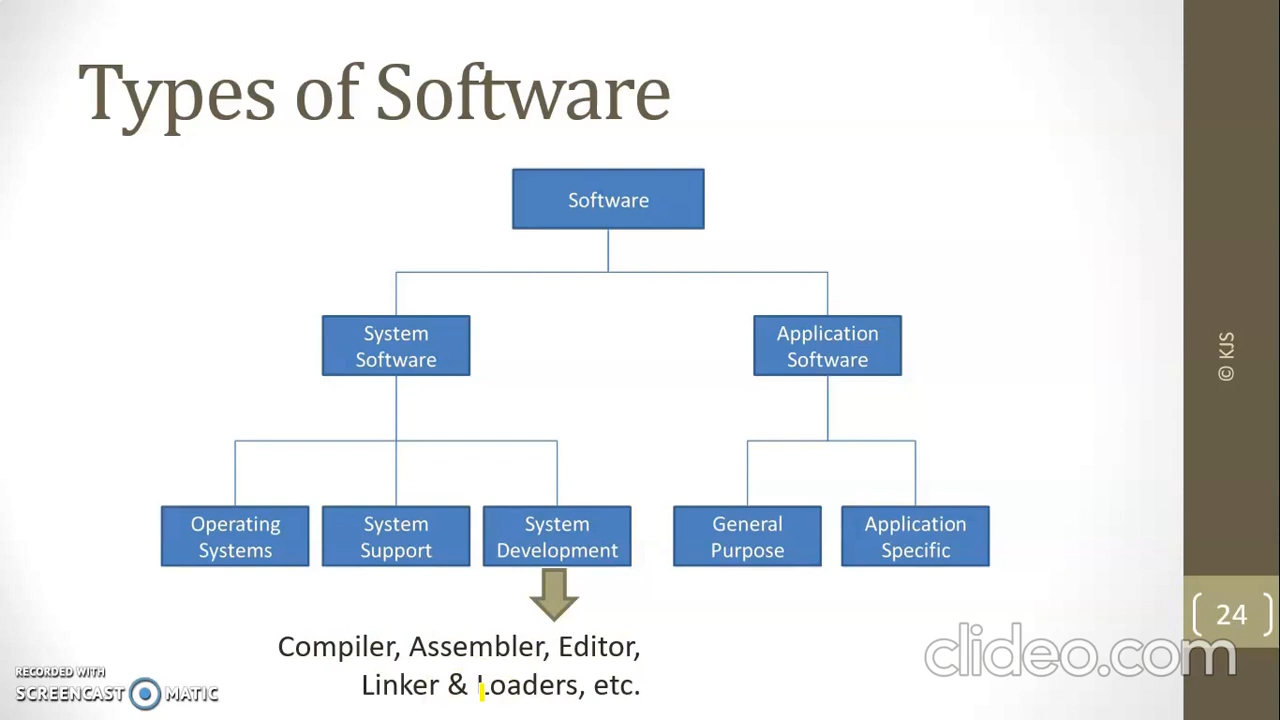 Types of Software
Software
System
Software
Application
Software
Operating
Systems
System
Support
System
Development
General
Purpose
Application
Specific
Compiler, Assembler, Editor,
Linker & Loaders, etc.
© KJS
24
clideo.com
RECORDED WITH
SCREENCAST MATIC